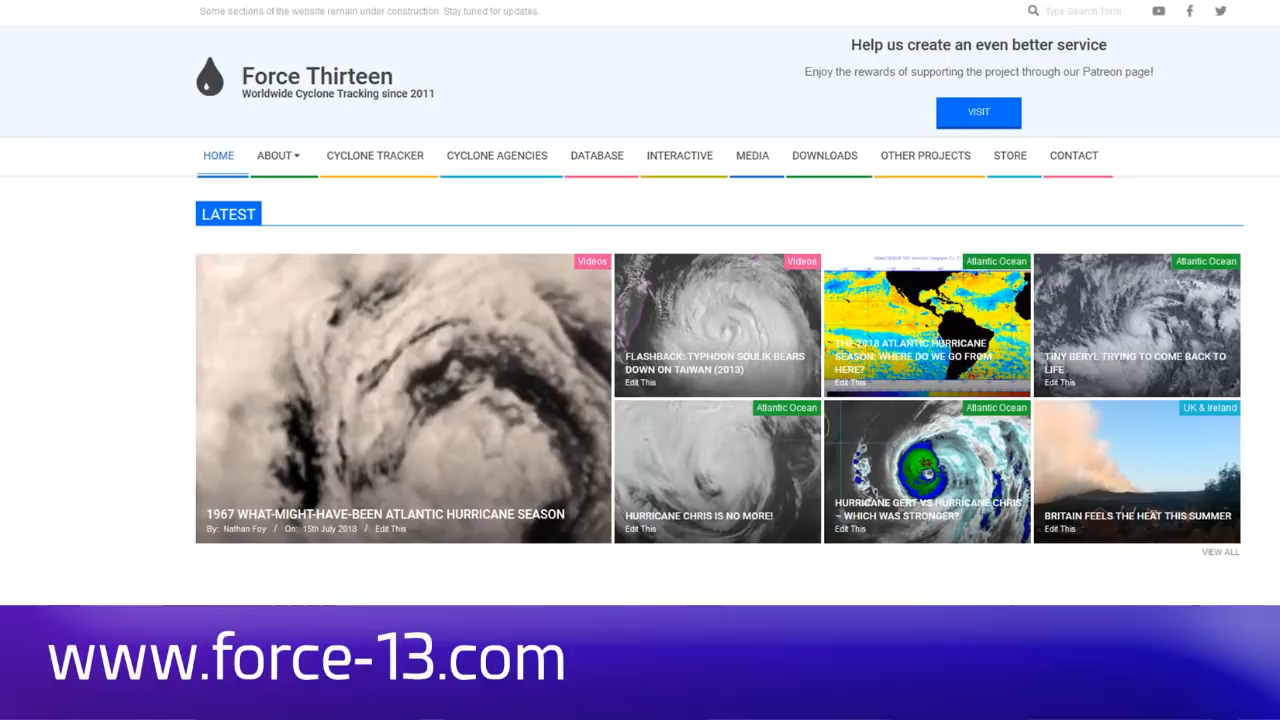 Some sections of the website remain under construction. Stay tuned for updates.
Type Search Term ...
Force Thirteen
Worldwide Cyclone Tracking since 2011
Help us create an even better service
Enjoy the rewards of supporting the project through our Patreon page!
VISIT
HOME ABOUT CYCLONE TRACKER CYCLONE AGENCIES DATABASE INTERACTIVE MEDIA DOWNLOADS OTHER PROJECTS STORE CONTACT
LATEST
Videos
1967 WHAT-MIGHT-HAVE-BEEN ATLANTIC HURRICANE SEASON
By: Nathan Foy / On: 15th July 2018 / Edit This
Videos
FLASHBACK: TYPHOON SOULIK BEARS
DOWN ON TAIWAN (2013)
Edit This
Atlantic Ocean
THE 2018 ATLANTIC HURRICANE
SEASON: WHERE DO WE GO FROM
HERE?
Edit This
Atlantic Ocean
TINY BERYL TRYING TO COME BACK TO
LIFE
Edit This
Atlantic Ocean
HURRICANE CHRIS IS NO MORE!
Edit This
Atlantic Ocean
HURRICANE GERT VS HURRICANE CHRIS
– WHICH WAS STRONGER?
Edit This
UK & Ireland
BRITAIN FEELS THE HEAT THIS SUMMER
Edit This
VIEW ALL
www.force-13.com